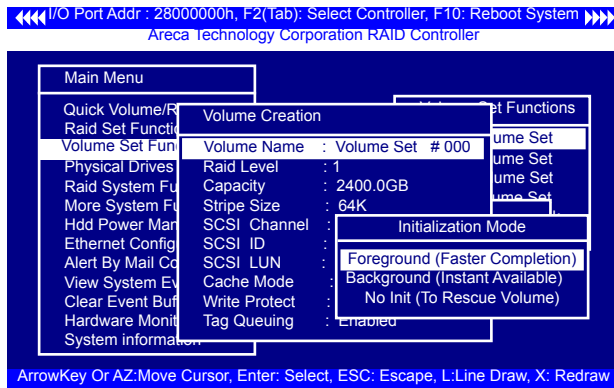 I/O Port Addr : 28000000h, F2(Tab): Select Controller, F10: Reboot System
Areca Technology Corporation RAID Controller
Main Menu
Quick Volume/R
Raid Set Functi
Volume Set Fun
Physical Drives
Raid System Fu
More System Fu
Hdd Power Man
Ethernet Config
Alert By Mail Co
View System Ev
Clear Event Buf
Hardware Monit
System information
Set Functions
ume Set
ume Set
ume Set
ume Set
Volume Creation
Volume Name : Volume Set # 000
Raid Level : 1
Capacity : 2400.0GB
Stripe Size : 64K
SCSI Channel :
SCSI ID :
SCSI LUN :
Cache Mode :
Write Protect :
Tag Queuing : Enabled
Initialization Mode
Foreground (Faster Completion)
Background (Instant Available)
No Init (To Rescue Volume)
ArrowKey Or AZ:Move Cursor, Enter: Select, ESC: Escape, L:Line Draw, X: Redraw